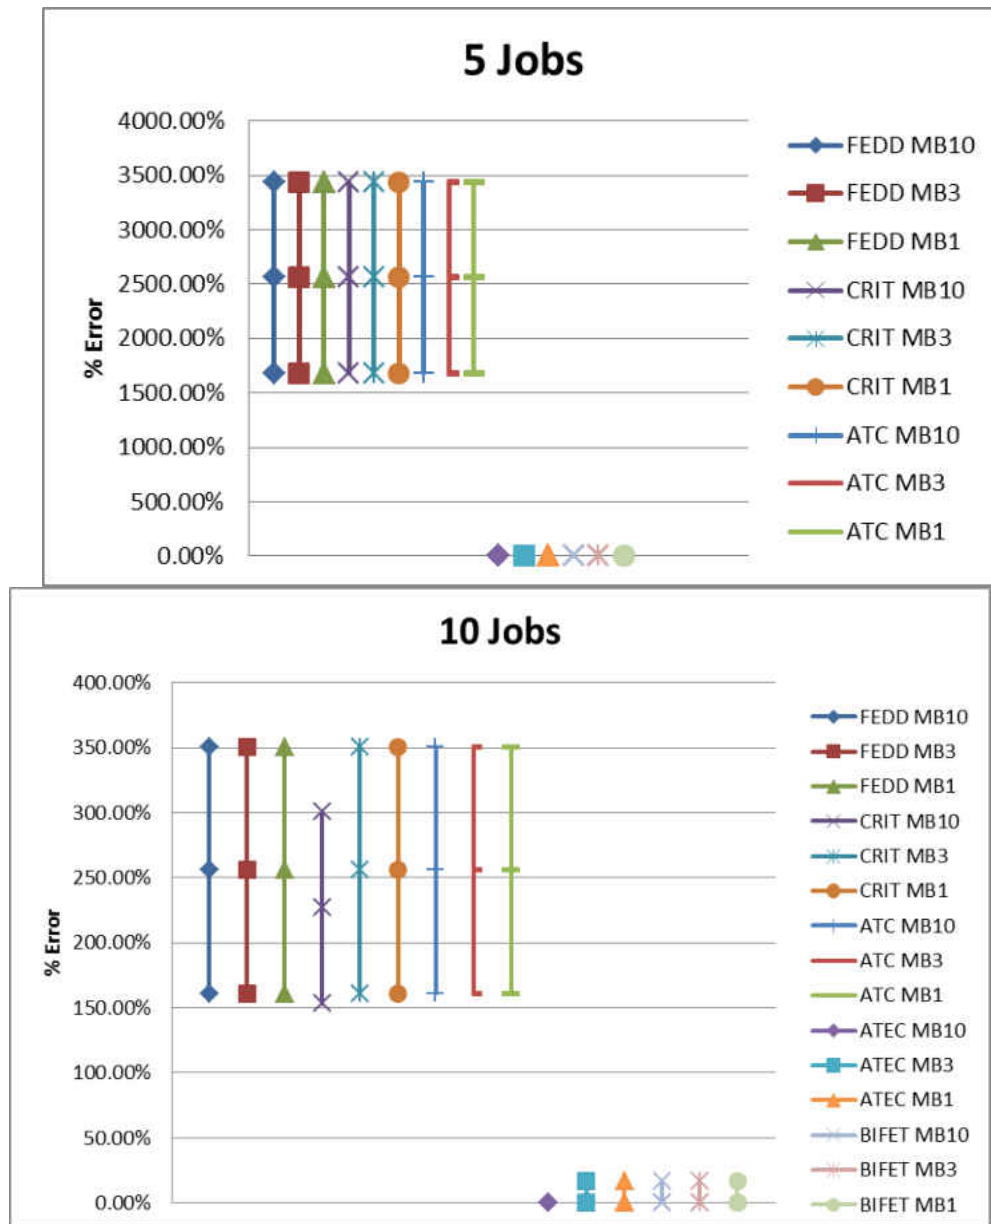 5 Jobs
4000.00%
3500.00%
3000.00%
2500.00%
2000.00%
1500.00%
1000.00%
500.00%
0.00%
% Error
FEDD MB10
FEDD MB3
FEDD MB1
CRIT MB10
CRIT MB3
CRIT MB1
ATC MB10
ATC MB3
ATC MB1
10 Jobs
400.00%
350.00%
300.00%
250.00%
200.00%
150.00%
100.00%
50.00%
0.00%
% Error
FEDD MB10
FEDD MB3
FEDD MB1
CRIT MB10
CRIT MB3
CRIT MB1
ATC MB10
ATC MB3
ATC MB1
ATEC MB10
ATEC MB3
ATEC MB1
BIFET MB10
BIFET MB3
BIFET MB1